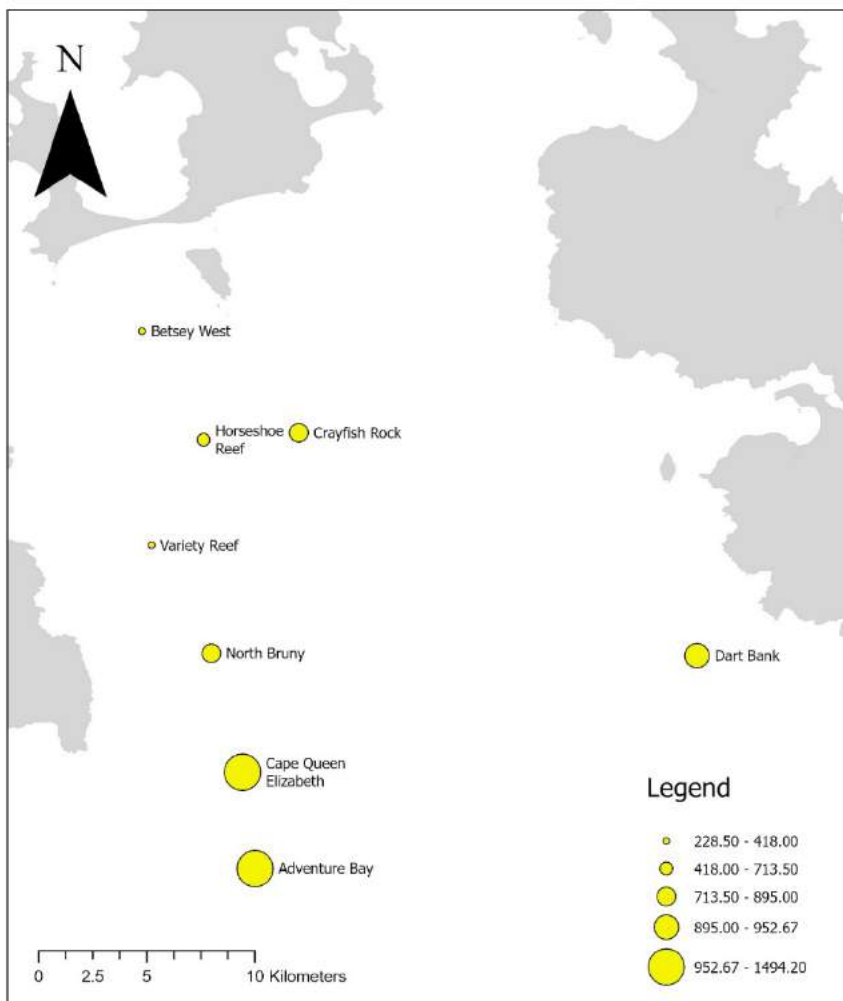 N
Betsey West
Horseshoe
Reef
Crayfish Rock
Variety Reef
North Bruny
Dart Bank
Cape Queen
Elizabeth
Adventure Bay
Legend
228.50 - 418.00
418.00 - 713.50
713.50 - 895.00
895.00 - 952.67
952.67 - 1494.20
0 2.5 5 10 Kilometers